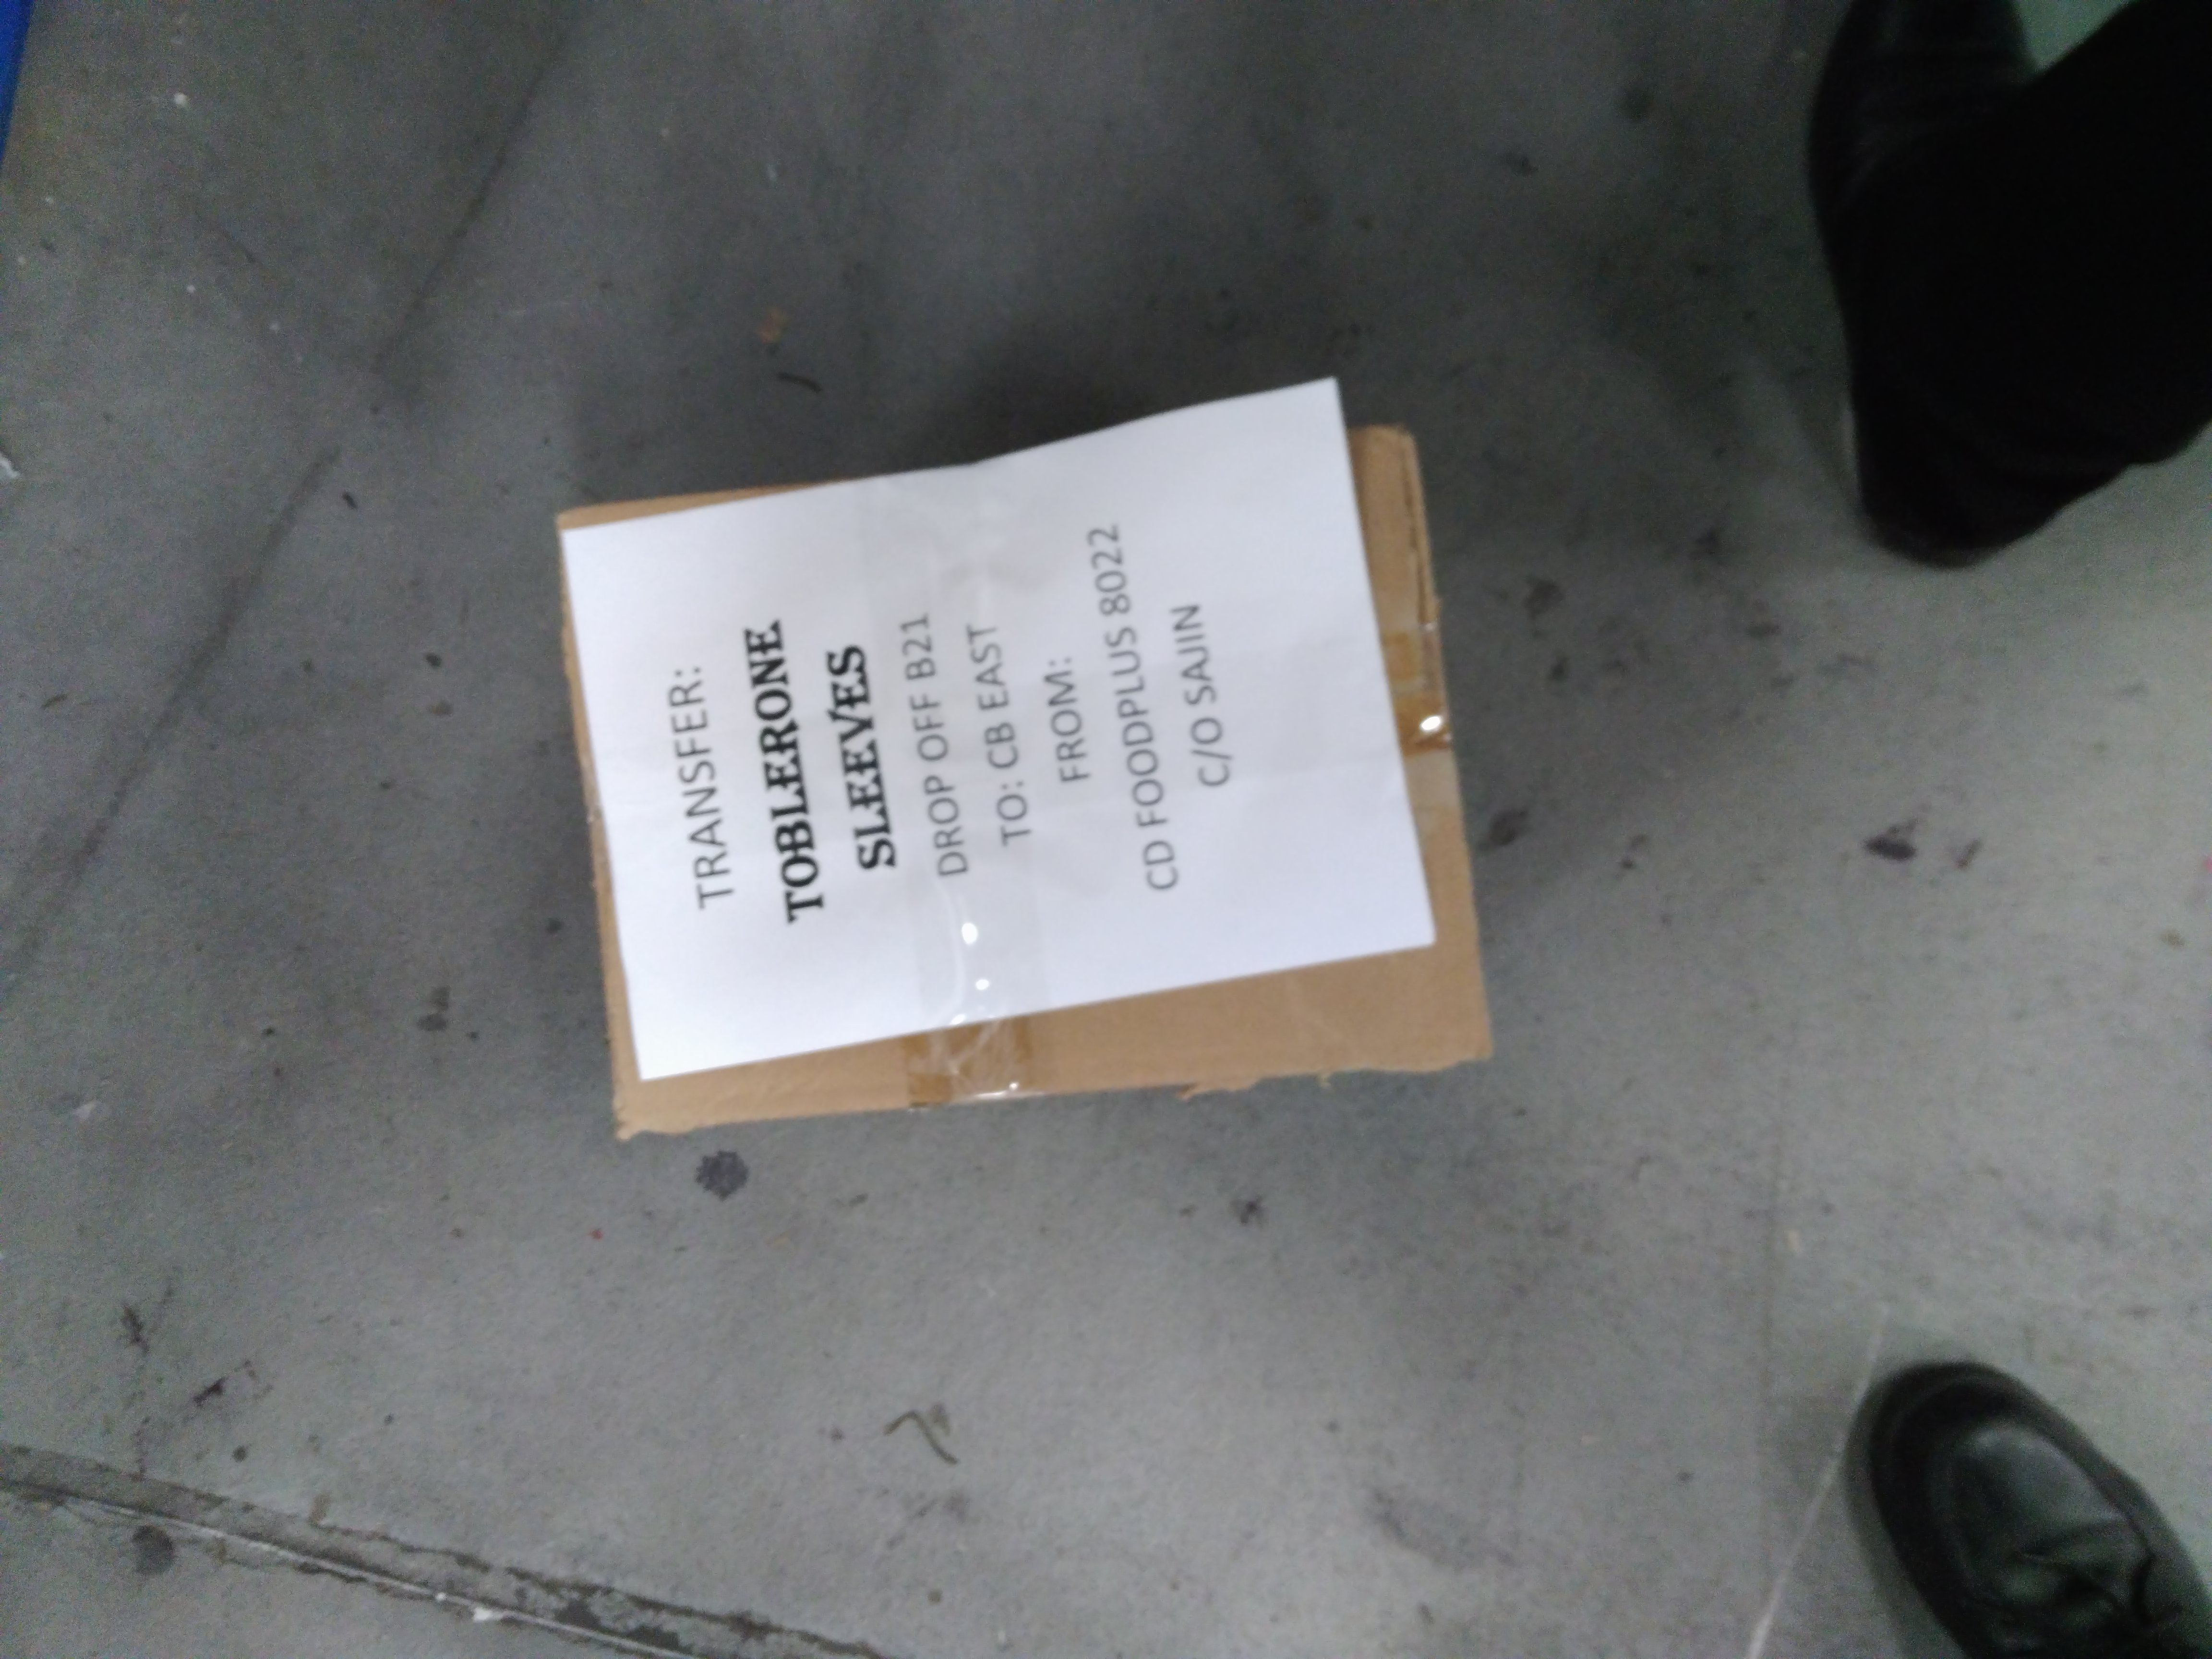 TRANSFER:
TOBLERONE
SLEEVES
DROP OFF B21
TO: CB EAST
FROM:
CD FOODPLUS 8022
C/O SAJIN